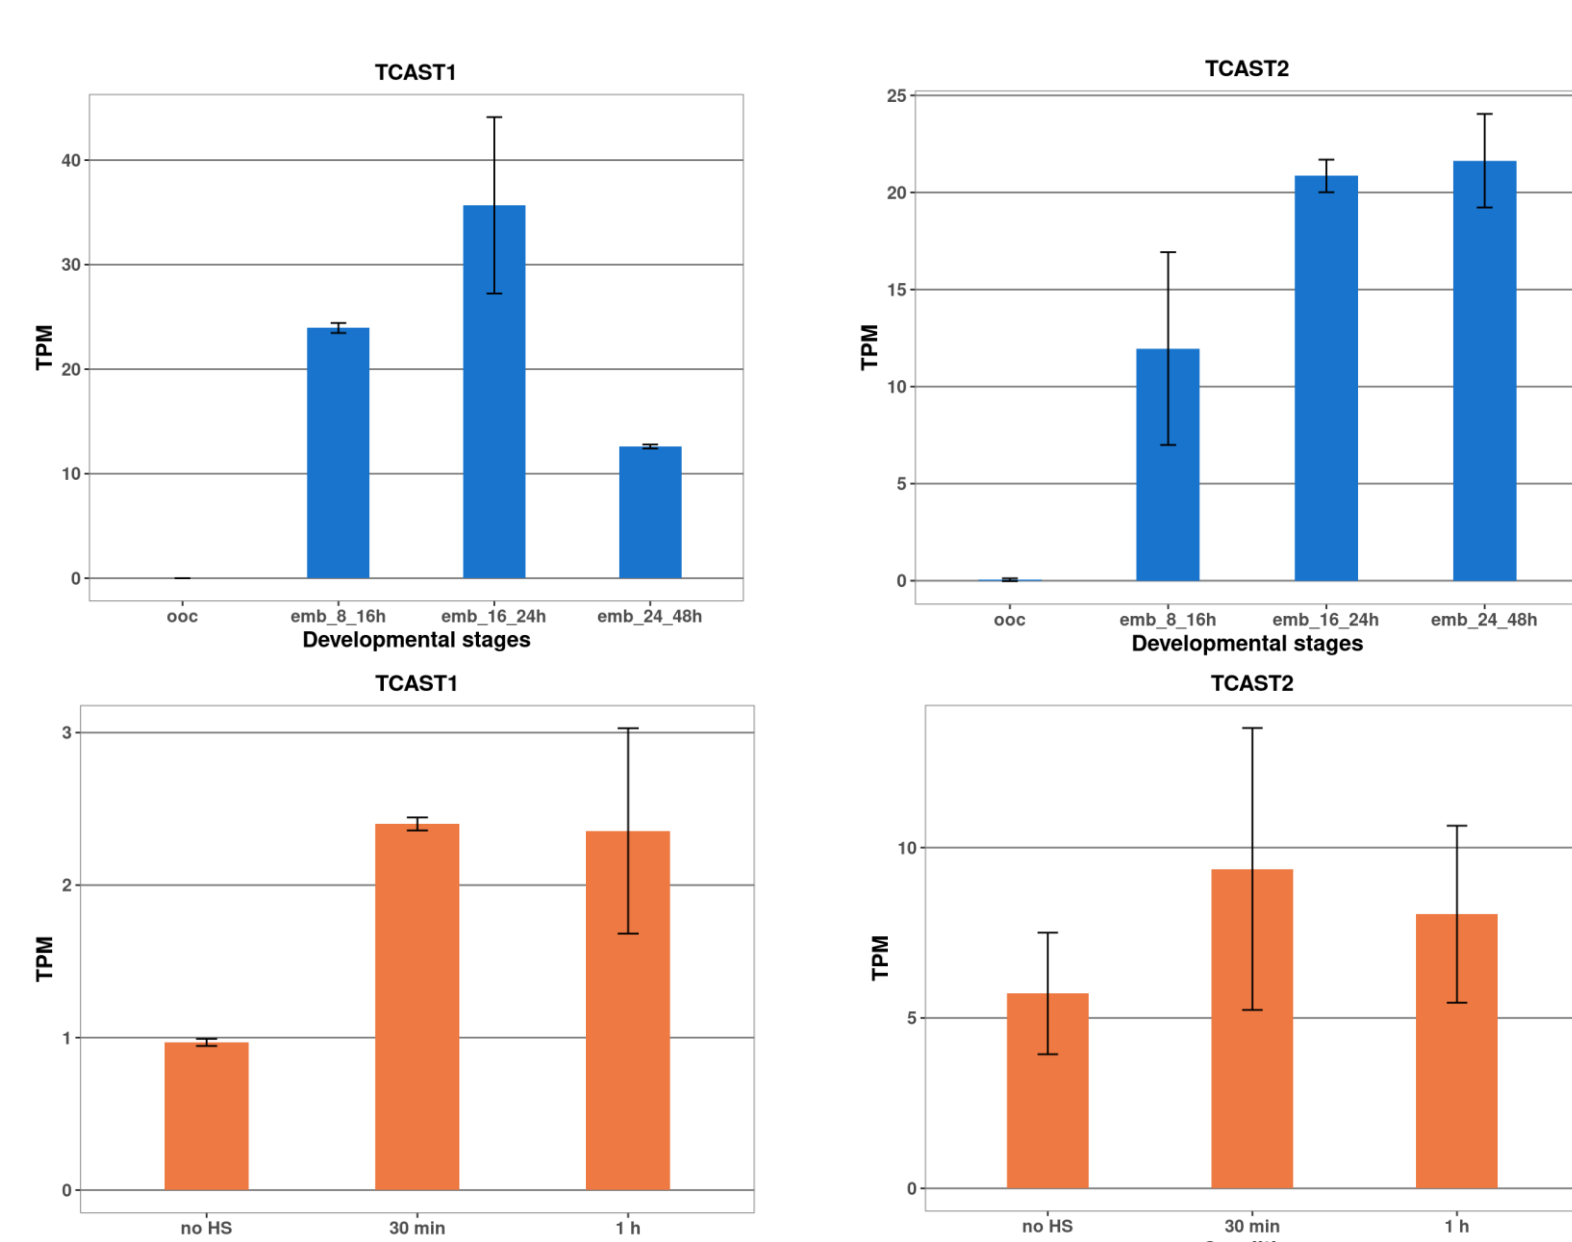 TCAST1
TPM
40
30
20
10
0
ooc emb_8_16h emb_16_24h emb_24_48h
Developmental stages
TCAST2
TPM
25
20
15
10
5
0
ooc emb_8_16h emb_16_24h emb_24_48h
Developmental stages
TCAST1
TPM
3
2
1
0
no HS 30 min 1 h
TCAST2
TPM
10
5
0
no HS 30 min 1 h